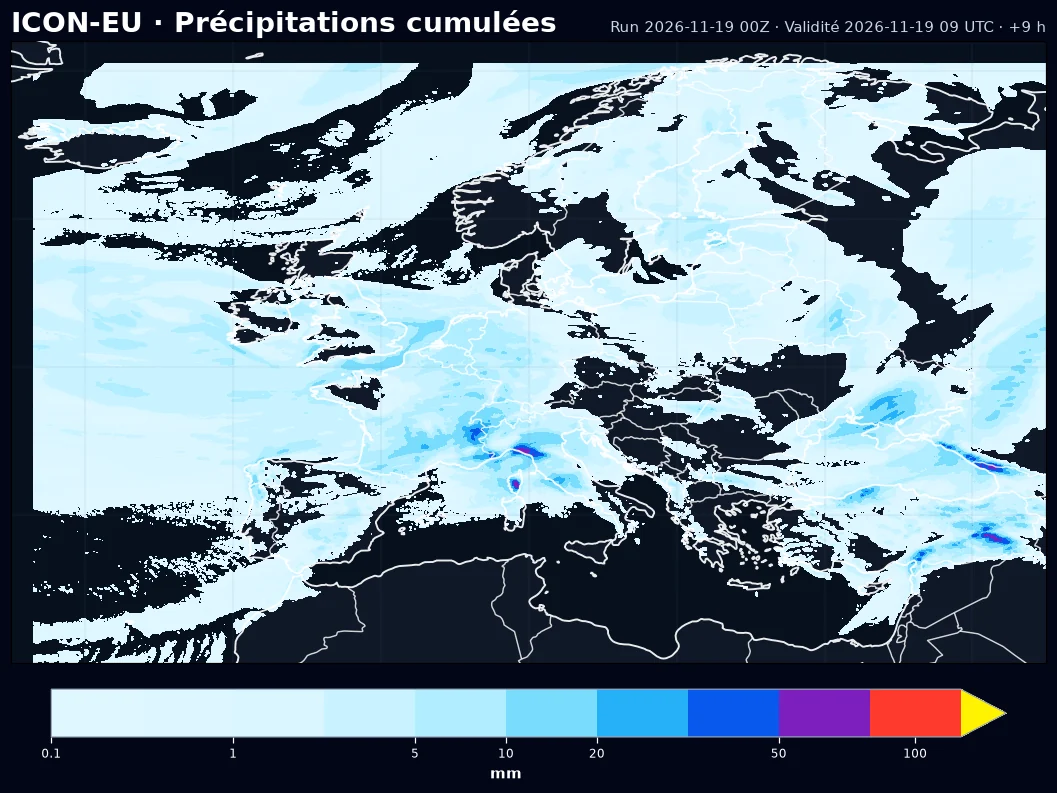 ICON-EU · Précipitations cumulées
Run 2026-11-19 00Z · Validité 2026-11-19 09 UTC · +9 h
0.1 1 5 10 20 50 100
mm